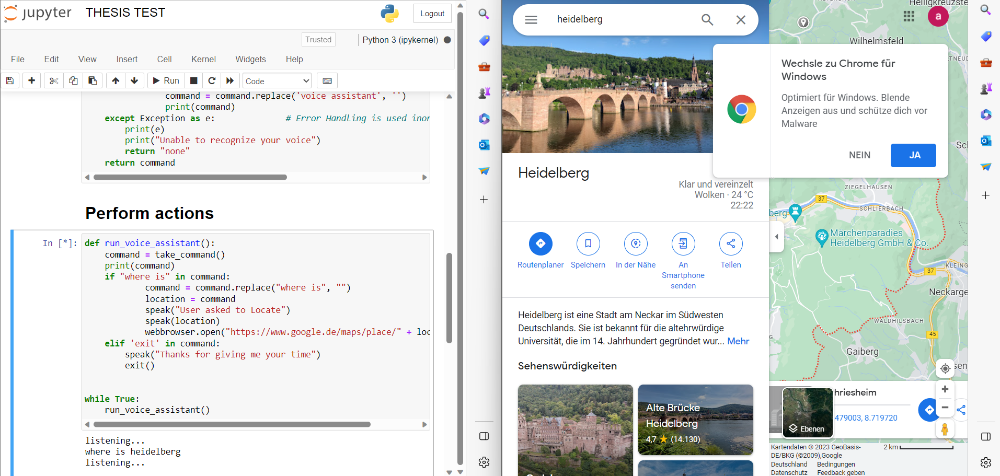 jupyter THESIS TEST
Logout
Trusted
Python 3 (ipykernel)
File Edit View Insert Cell Kernel Widgets Help
Run
Code
command = command.replace('voice assistant', '')
print(command)
except Exception as e: # Error Handling is used inor
print(e)
print("Unable to recognize your voice")
return "none"
return command
Perform actions
In [*]:
def run_voice_assistant():
command = take_command()
print(command)
if "where is" in command:
command = command.replace("where is", "")
location = command
speak("User asked to Locate")
speak(location)
webbrowser.open("https://www.google.de/maps/place/" + loc
elif 'exit' in command:
speak("Thanks for giving me your time")
exit()
while True:
run_voice_assistant()
listening...
where is heidelberg
listening...
heidelberg
Heidelberg
Klar und vereinzelt
Wolken · 24 °C
22:22
Routenplaner
Speichern
In der Nähe
An
Smartphone
senden
Teilen
Heidelberg ist eine Stadt am Neckar im Südwesten
Deutschlands. Sie ist bekannt für die altehrwürdige
Universität, die im 14. Jahrhundert gegründet wur... Mehr
Sehenswürdigkeiten
Alte Brücke
Heidelberg
4,7 ★ (14.130)
Heiligkreuzste
a
Wilhelmsfeld
LTNEUD
Wechsle zu Chrome für
Windows
Optimiert für Windows. Blende
Anzeigen aus und schütze dich vor
Malware
NEIN
JA
Sc
ZIEGELHAUSEN
37
SCHLIERBACH
berg
Märchenparadies
Heidelberg GmbH & Co.
37
KLEING
Neckarge
WALDHILSBACH
45
G
Gaiberg
sen
hriesheim
479003, 8.719720
Ebenen
Kartendaten © 2023 GeoBasis-
DE/BKG (©2009),Google
2 km
Deutschland Bedingungen
Datenschutz Feedback geben